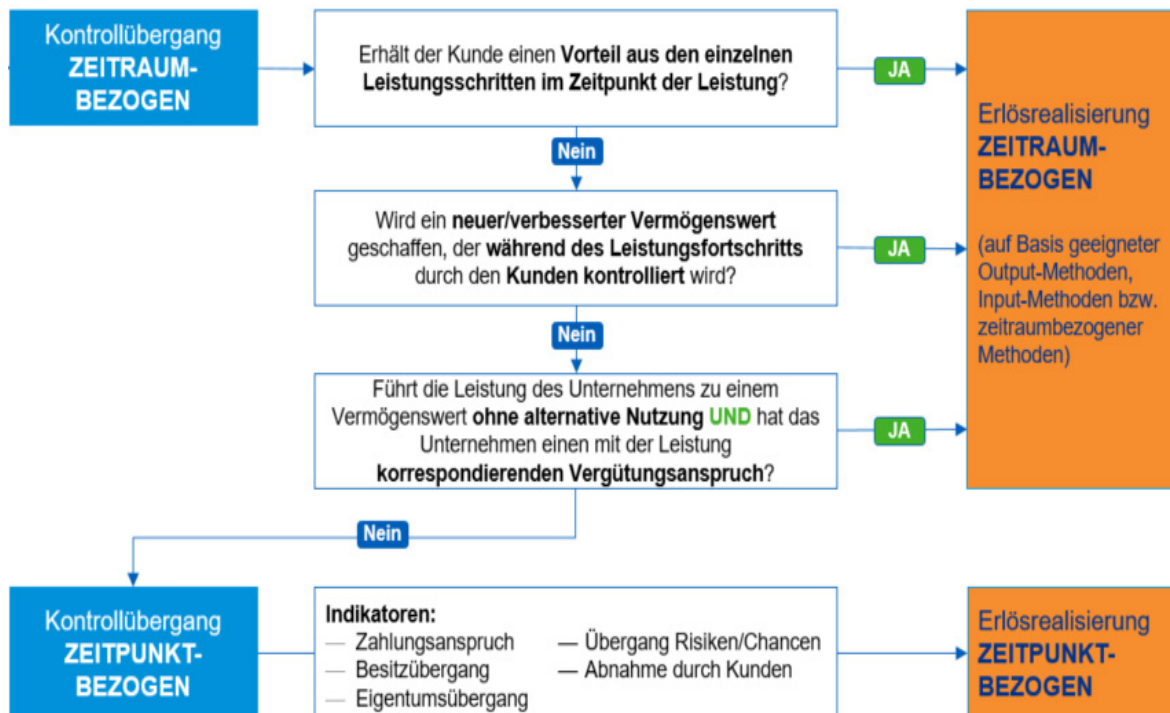 Kontrollübergang
ZEITRAUM-
BEZOGEN
Erhält der Kunde einen Vorteil aus den einzelnen
Leistungsschritten im Zeitpunkt der Leistung?
JA
Nein
Wird ein neuer/verbesserter Vermögenswert
geschaffen, der während des Leistungsfortschritts
durch den Kunden kontrolliert wird?
JA
Nein
Führt die Leistung des Unternehmens zu einem
Vermögenswert ohne alternative Nutzung UND hat das
Unternehmen einen mit der Leistung
korrespondierenden Vergütungsanspruch?
JA
Erlösrealisierung
ZEITRAUM-
BEZOGEN
(auf Basis geeigneter
Output-Methoden,
Input-Methoden bzw.
zeitraumbezogener
Methoden)
Nein
Kontrollübergang
ZEITPUNKT-
BEZOGEN
Indikatoren:
— Zahlungsanspruch
— Besitzübergang
— Eigentumsübergang
— Übergang Risiken/Chancen
— Abnahme durch Kunden
Erlösrealisierung
ZEITPUNKT-
BEZOGEN